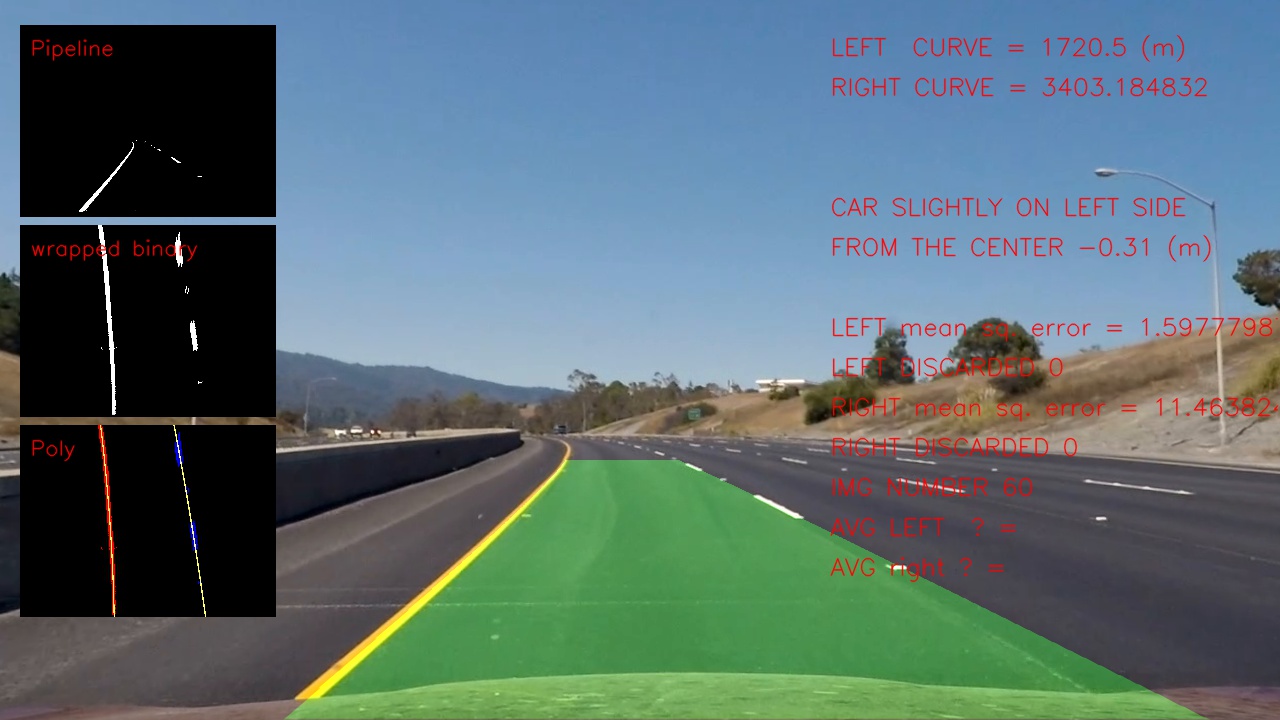 Pipeline
wrapped binary
Poly
LEFT CURVE = 1720.5 (m)
RIGHT CURVE = 3403.184832
CAR SLIGHTLY ON LEFT SIDE
FROM THE CENTER -0.31 (m)
LEFT mean sq. error = 1.5977798
LEFT DISCARDED 0
RIGHT mean sq. error = 11.46382
RIGHT DISCARDED 0
IMG NUMBER 60
AVG LEFT ? =
AVG right ? =